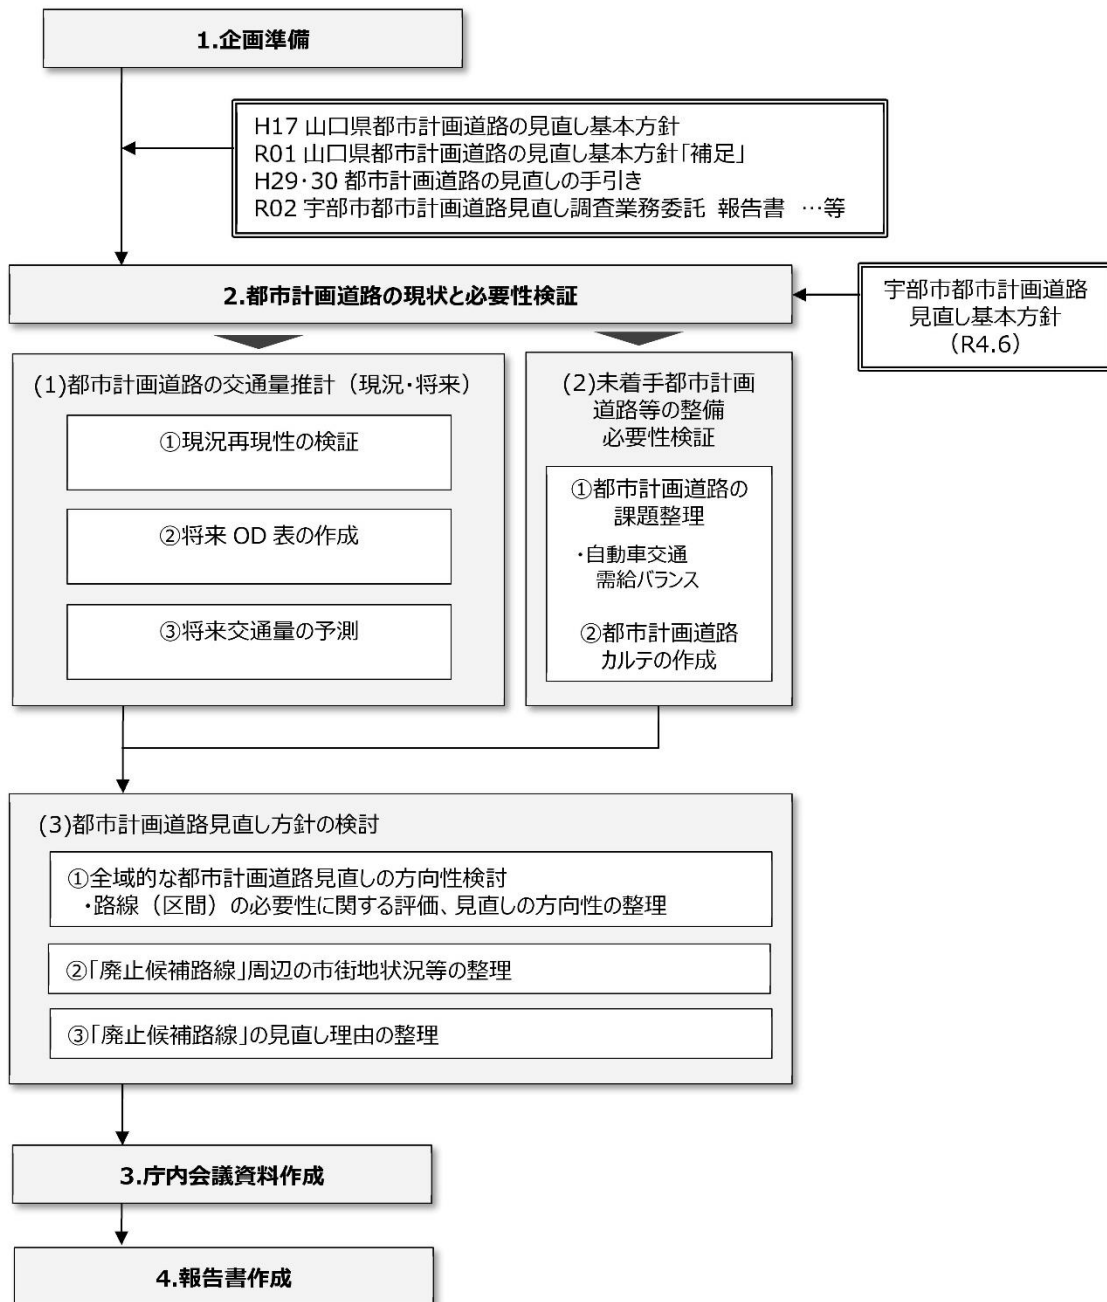 1.企画準備
H17 山口県都市計画道路の見直し基本方針
R01 山口県都市計画道路の見直し基本方針「補足」
H29･30 都市計画道路の見直しの手引き
R02 宇部市都市計画道路見直し調査業務委託 報告書 …等
2.都市計画道路の現状と必要性検証
宇部市都市計画道路
見直し基本方針
（R4.6）
(1)都市計画道路の交通量推計（現況･将来）
①現況再現性の検証
②将来 OD 表の作成
③将来交通量の予測
(2)未着手都市計画
道路等の整備
必要性検証
①都市計画道路の
課題整理
･自動車交通
需給バランス
②都市計画道路
カルテの作成
(3)都市計画道路見直し方針の検討
①全域的な都市計画道路見直しの方向性検討
･路線（区間）の必要性に関する評価、見直しの方向性の整理
②｢廃止候補路線｣周辺の市街地状況等の整理
③｢廃止候補路線｣の見直し理由の整理
3.庁内会議資料作成
4.報告書作成